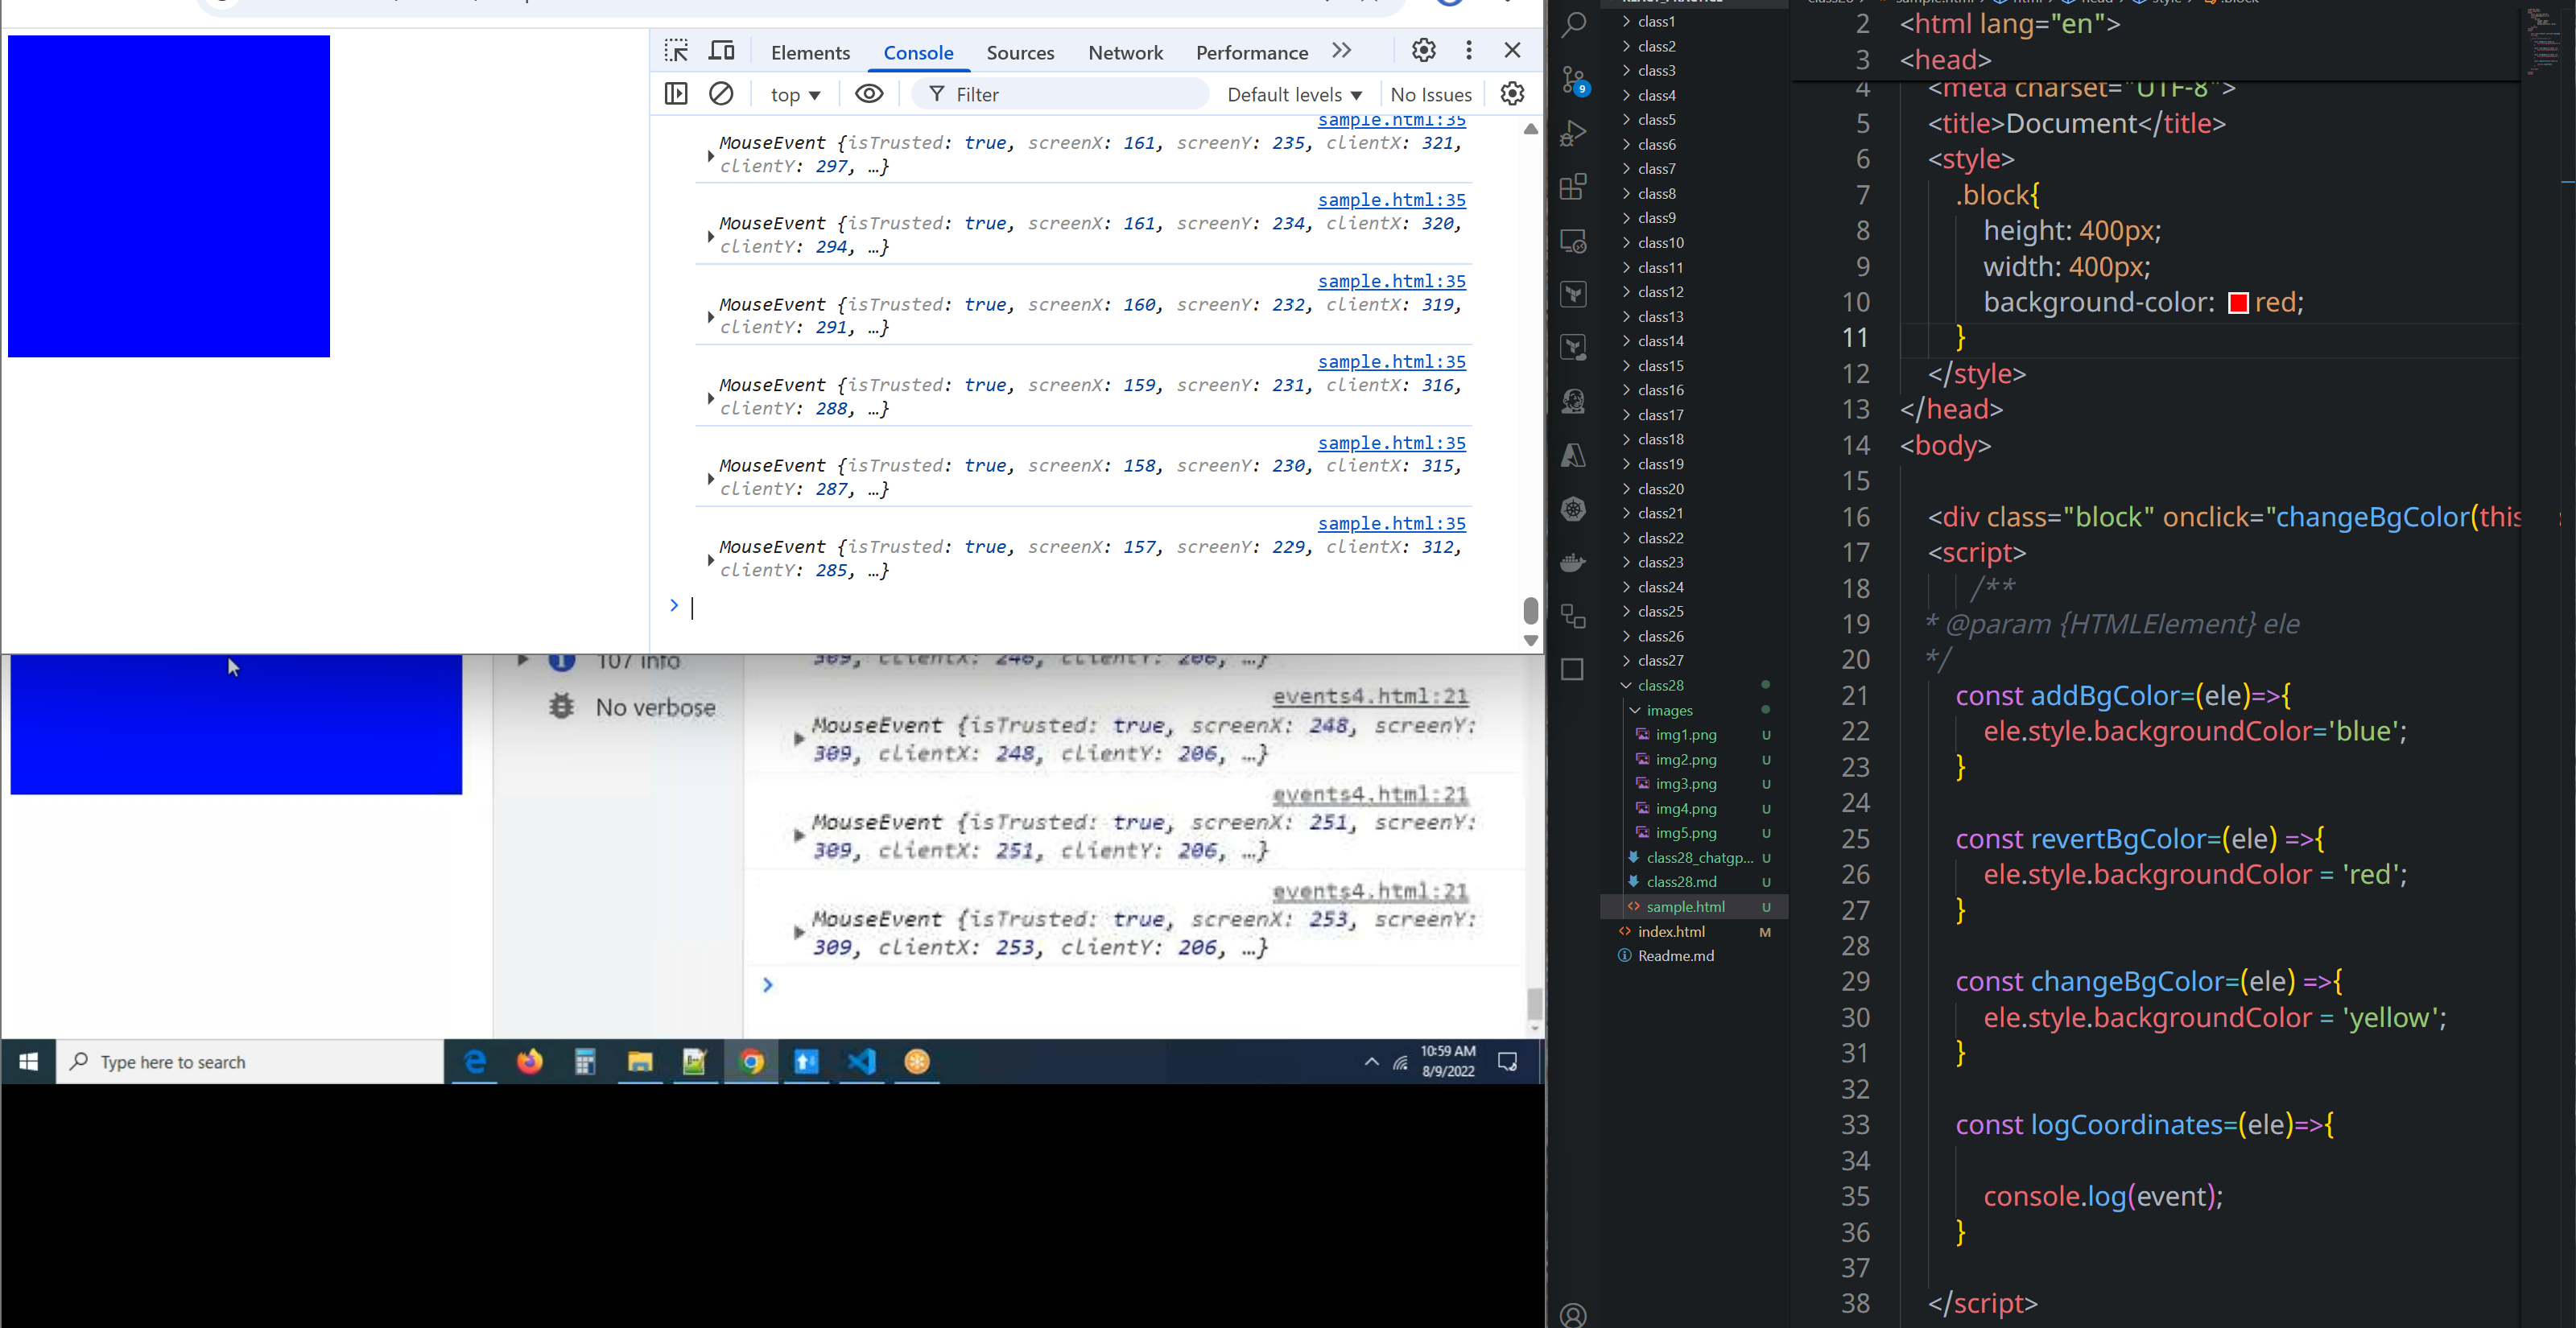 Elements
Console
Sources
Network
Performance
top
Filter
Default levels
No Issues
sample.html:35
MouseEvent {isTrusted: true, screenX: 161, screenY: 235, clientX: 321,
clientY: 297, …}
sample.html:35
MouseEvent {isTrusted: true, screenX: 161, screenY: 234, clientX: 320,
clientY: 294, …}
sample.html:35
MouseEvent {isTrusted: true, screenX: 160, screenY: 232, clientX: 319,
clientY: 291, …}
sample.html:35
MouseEvent {isTrusted: true, screenX: 159, screenY: 231, clientX: 316,
clientY: 288, …}
sample.html:35
MouseEvent {isTrusted: true, screenX: 158, screenY: 230, clientX: 315,
clientY: 287, …}
sample.html:35
MouseEvent {isTrusted: true, screenX: 157, screenY: 229, clientX: 312,
clientY: 285, …}
107 info
No verbose
309, clientX: 246, clientY: 206, …}
events4.html:21
MouseEvent {isTrusted: true, screenX: 248, screenY:
309, clientX: 248, clientY: 206, …}
events4.html:21
MouseEvent {isTrusted: true, screenX: 251, screenY:
309, clientX: 251, clientY: 206, …}
events4.html:21
MouseEvent {isTrusted: true, screenX: 253, screenY:
309, clientX: 253, clientY: 206, …}
Type here to search
10:59 AM
8/9/2022
9
class1
class2
class3
class4
class5
class6
class7
class8
class9
class10
class11
class12
class13
class14
class15
class16
class17
class18
class19
class20
class21
class22
class23
class24
class25
class26
class27
class28
images
img1.png U
img2.png U
img3.png U
img4.png U
img5.png U
class28_chatgp... U
class28.md U
sample.html U
index.html M
Readme.md
2 <html lang="en">
3 <head>
4 <meta charset="UTF-8">
5 <title>Document</title>
6 <style>
7 .block{
8 height: 400px;
9 width: 400px;
10 background-color: red;
11 }
12 </style>
13 </head>
14 <body>
15
16 <div class="block" onclick="changeBgColor(this
17 <script>
18 /**
19 * @param {HTMLElement} ele
20 */
21 const addBgColor=(ele)=>{
22 ele.style.backgroundColor='blue';
23 }
24
25 const revertBgColor=(ele) =>{
26 ele.style.backgroundColor = 'red';
27 }
28
29 const changeBgColor=(ele) =>{
30 ele.style.backgroundColor = 'yellow';
31 }
32
33 const logCoordinates=(ele)=>{
34
35 console.log(event);
36 }
37
38 </script>